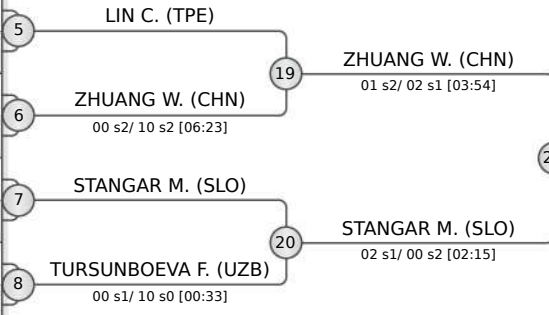 LIN C. (TPE)
5
19
ZHUANG W. (CHN)
01 s2/ 02 s1 [03:54]
ZHUANG W. (CHN)
6
00 s2/ 10 s2 [06:23]
STANGAR M. (SLO)
7
20
STANGAR M. (SLO)
02 s1/ 00 s2 [02:15]
TURSUNBOEVA F. (UZB)
8
00 s1/ 10 s0 [00:33]